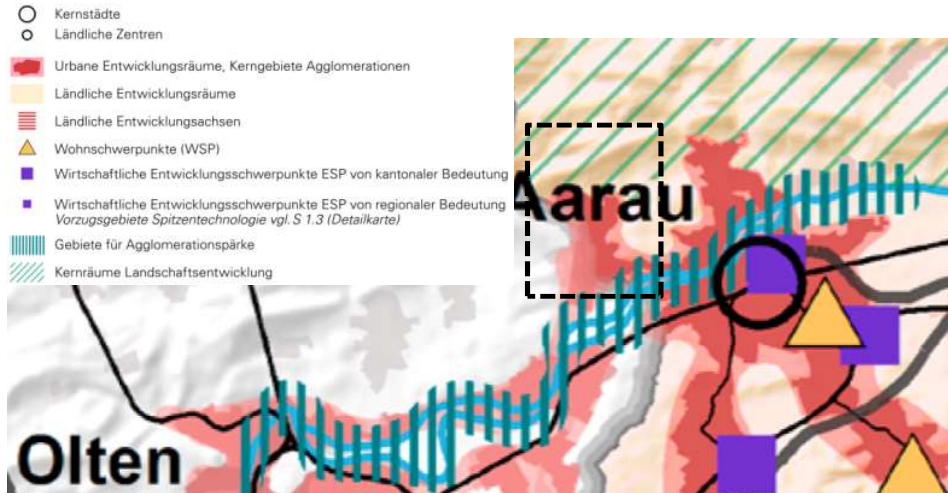 Kernstädte
Ländliche Zentren
Urbane Entwicklungsräume, Kerngebiete Agglomerationen
Ländliche Entwicklungsräume
Ländliche Entwicklungsachsen
Wohnschwerpunkte (WSP)
Wirtschaftliche Entwicklungsschwerpunkte ESP von kantonaler Bedeutung
Wirtschaftliche Entwicklungsschwerpunkte ESP von regionaler Bedeutung
Vorzugsgebiete Spitzentechnologie vgl. S 1.3 (Detailkarte)
Gebiete für Agglomerationspärke
Kernräume Landschaftsentwicklung
Aarau
Olten